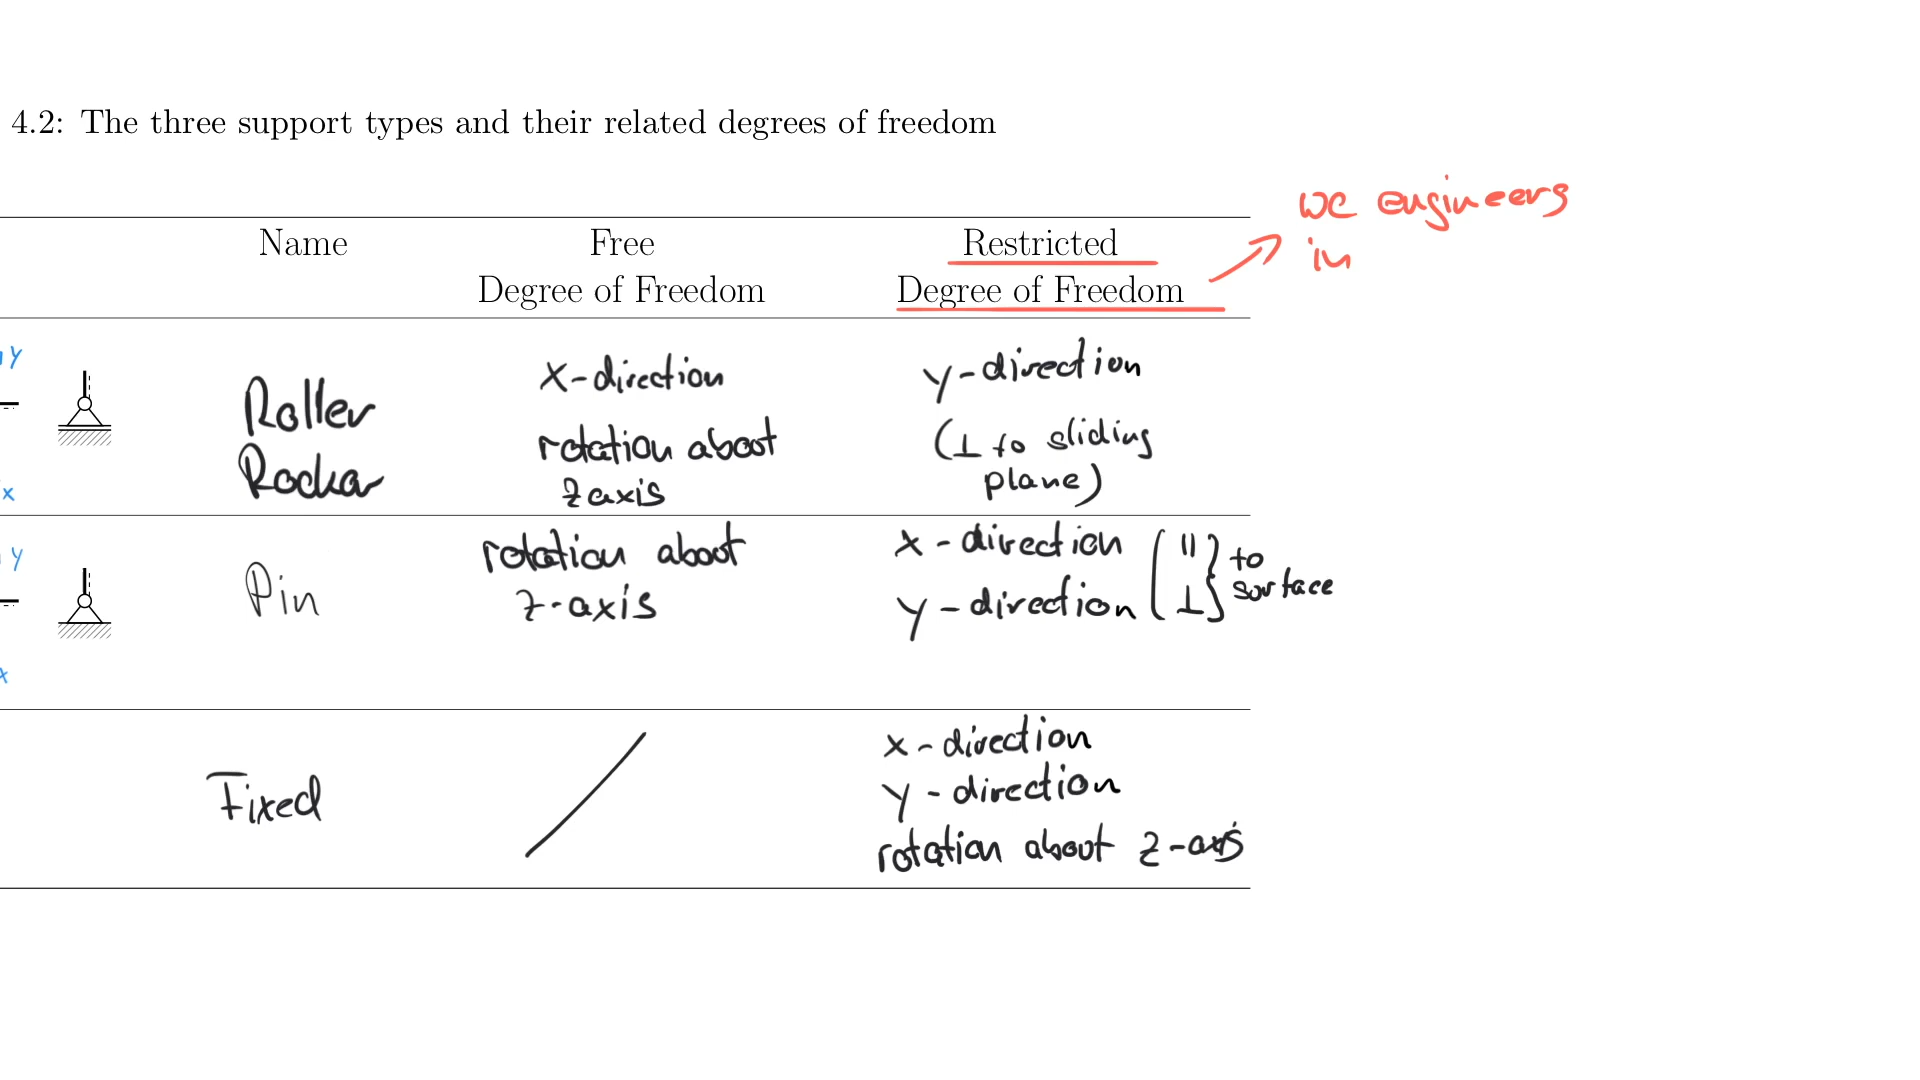 4.2: The three support types and their related degrees of freedom
we engineers
in
Name
Free
Degree of Freedom
Restricted
Degree of Freedom
y
x
Roller
Rocker
x-direction
rotation about
z axis
y-direction
(⊥ to sliding
plane)
y
x
Pin
rotation about
z-axis
x-direction
y-direction
( || ⊥ } to
surface
Fixed
x-direction
y-direction
rotation about z-axis